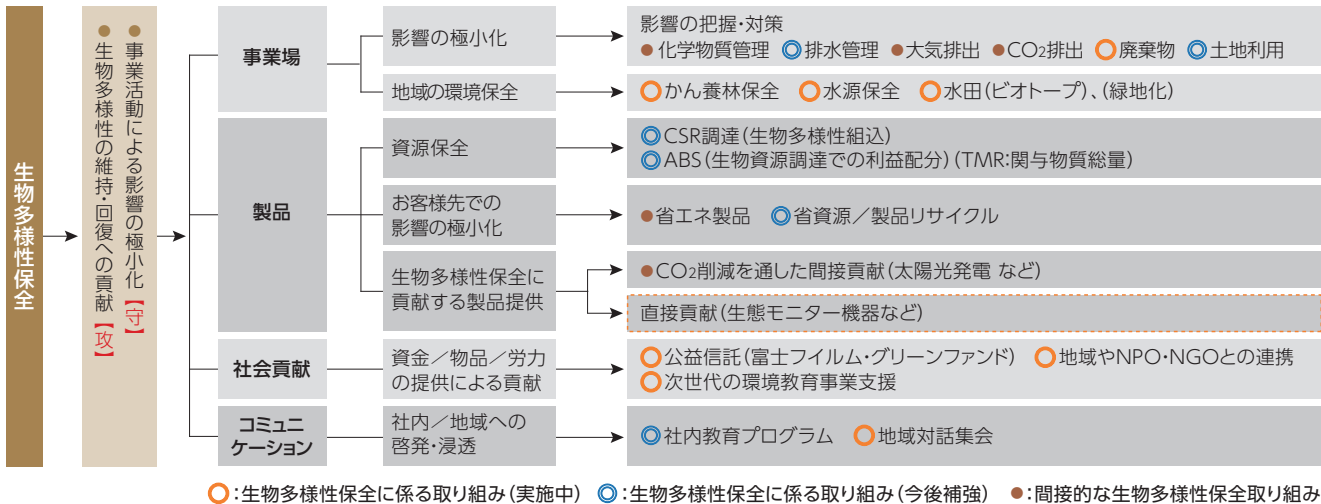 生物多様性保全
●事業活動による影響の極小化【守】
●生物多様性の維持・回復への貢献【攻】
事業場
影響の極小化
影響の把握・対策
●化学物質管理 ◎排水管理 ●大気排出 ●CO2排出 ○廃棄物 ◎土地利用
地域の環境保全
○かん養林保全 ○水源保全 ○水田(ビオトープ)、(緑地化)
製品
資源保全
◎CSR調達(生物多様性組込)
◎ABS(生物資源調達での利益配分)(TMR:関与物質総量)
お客様先での
影響の極小化
●省エネ製品 ◎省資源／製品リサイクル
生物多様性保全に
貢献する製品提供
●CO2削減を通した間接貢献(太陽光発電 など)
直接貢献(生態モニター機器など)
社会貢献
資金／物品／労力
の提供による貢献
○公益信託(富士フイルム・グリーンファンド) ○地域やNPO・NGOとの連携
○次世代の環境教育事業支援
コミュニ
ケーション
社内／地域への
啓発・浸透
◎社内教育プログラム ○地域対話集会
○:生物多様性保全に係る取り組み(実施中) ◎:生物多様性保全に係る取り組み(今後補強) ●:間接的な生物多様性保全取り組み